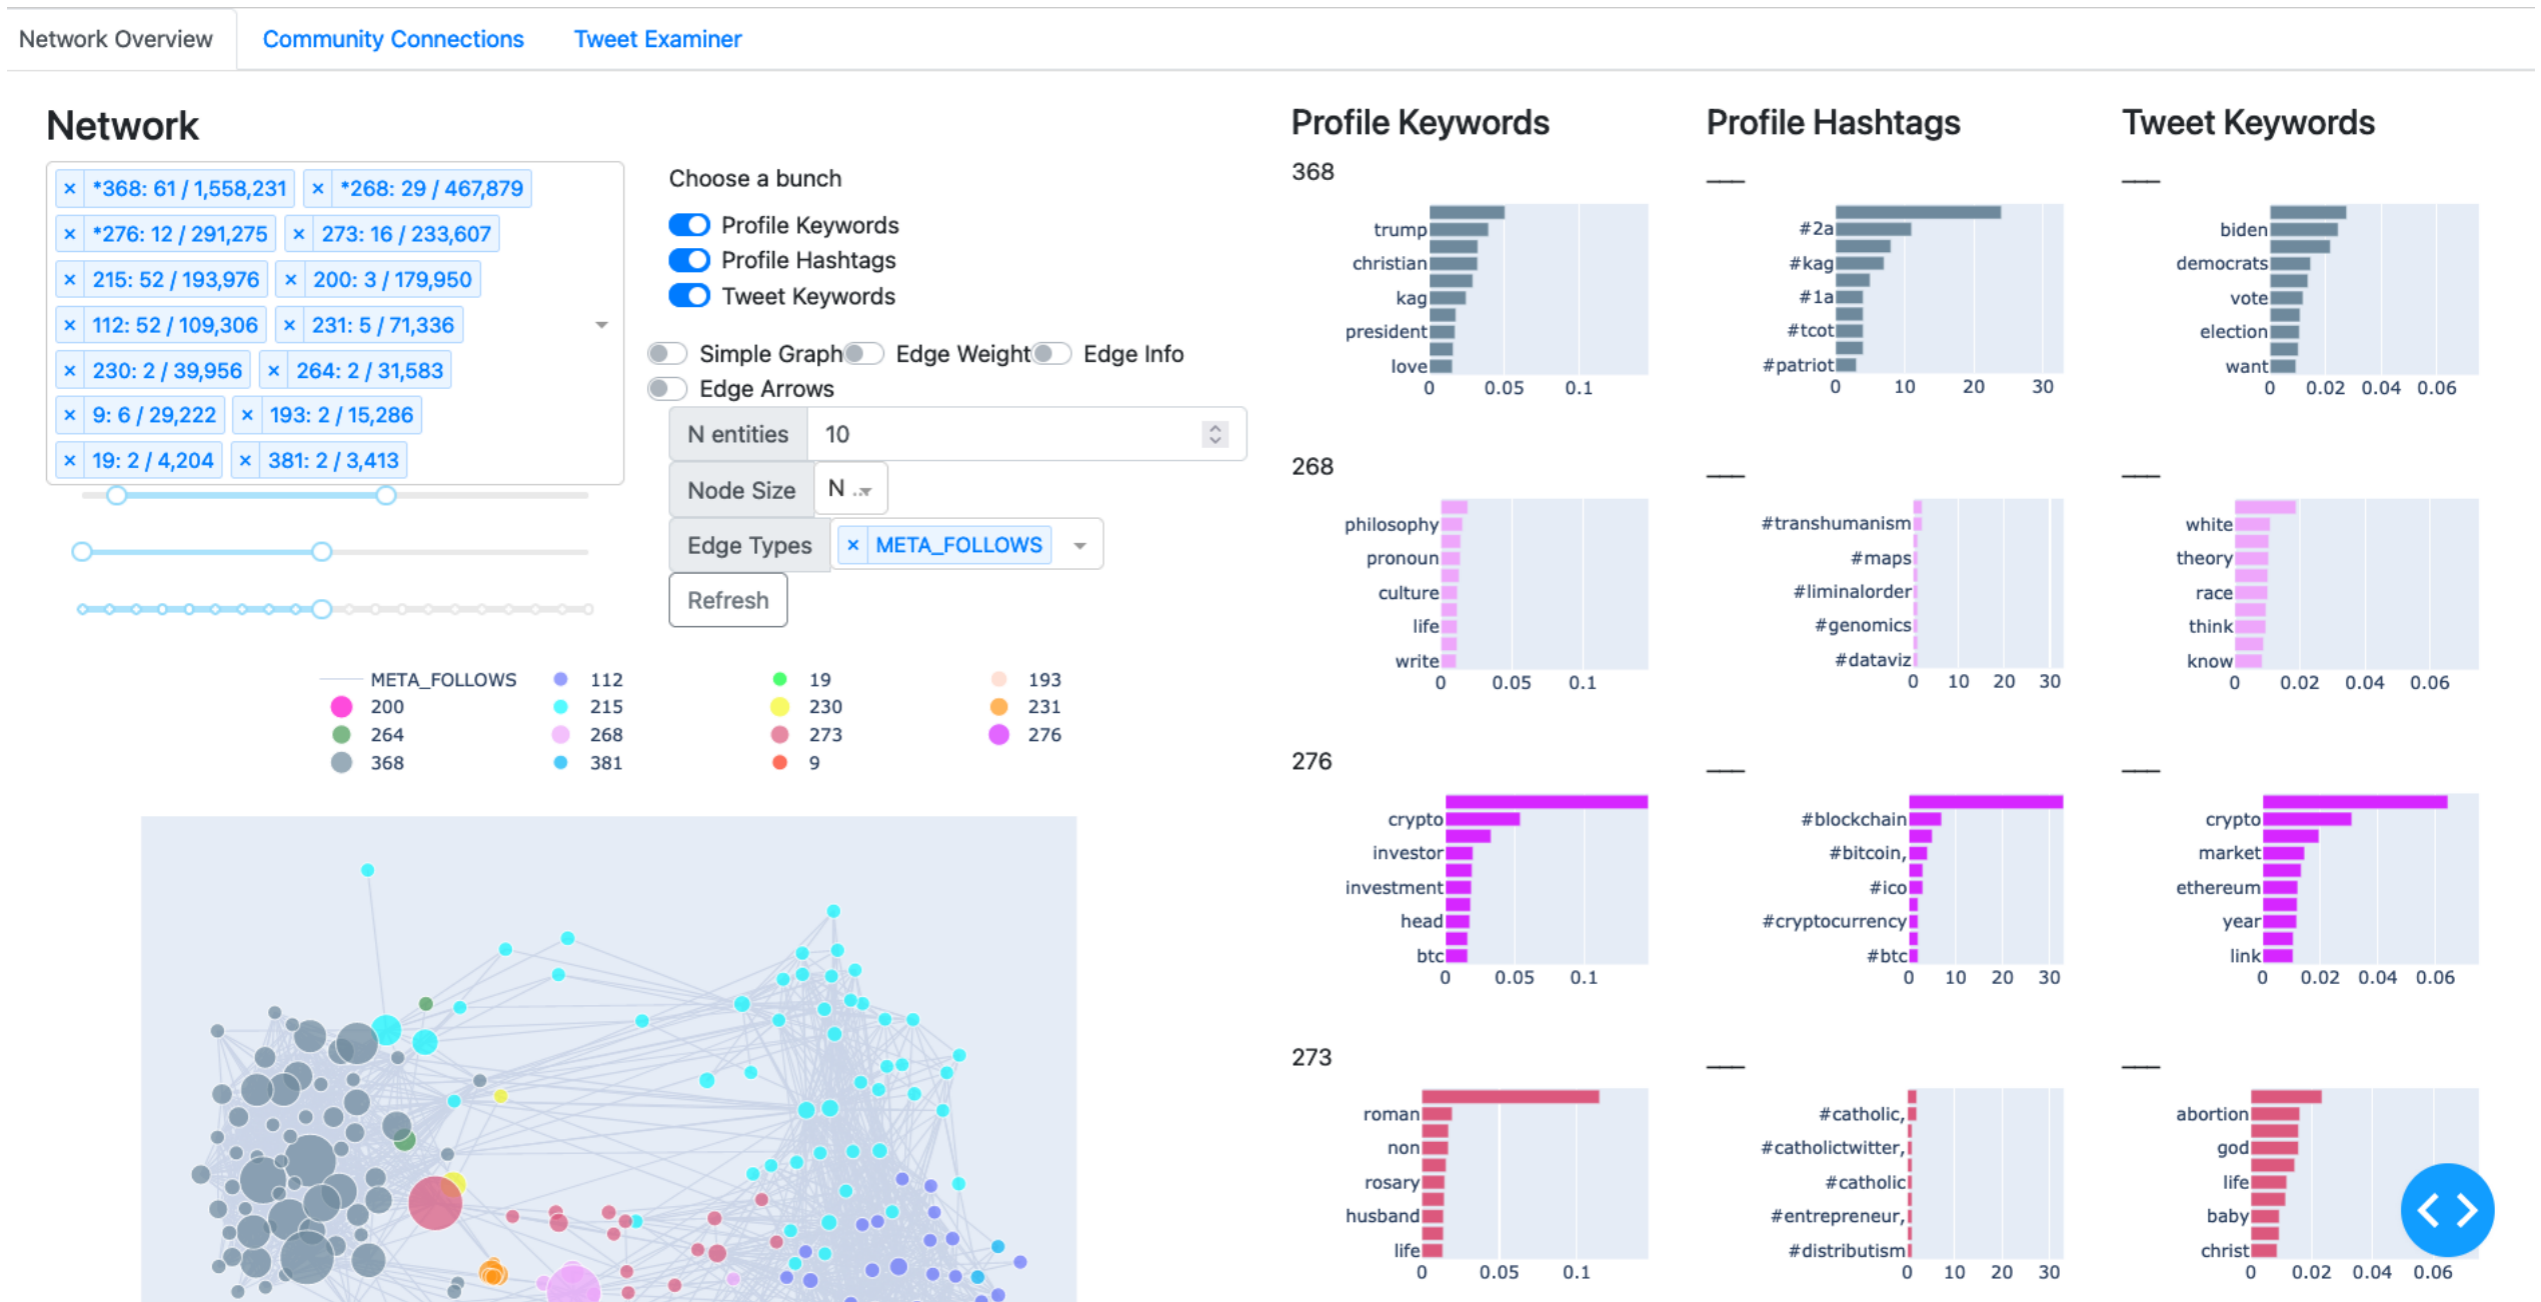 Network Overview Community Connections Tweet Examiner
Network
× *368: 61 / 1,558,231 × *268: 29 / 467,879
× *276: 12 / 291,275 × 273: 16 / 233,607
× 215: 52 / 193,976 × 200: 3 / 179,950
× 112: 52 / 109,306 × 231: 5 / 71,336
× 230: 2 / 39,956 × 264: 2 / 31,583
× 9: 6 / 29,222 × 193: 2 / 15,286
× 19: 2 / 4,204 × 381: 2 / 3,413
Choose a bunch
Profile Keywords
Profile Hashtags
Tweet Keywords
Simple Graph Edge Weight Edge Info
Edge Arrows
N entities 10
Node Size N ...
Edge Types × META_FOLLOWS
Refresh
META_FOLLOWS 112 19 193
200 215 230 231
264 268 273 276
368 381 9
Profile Keywords Profile Hashtags Tweet Keywords
368
trump
christian
kag
president
love
0 0.05 0.1
#2a
#kag
#1a
#tcot
#patriot
0 10 20 30
biden
democrats
vote
election
want
0 0.02 0.04 0.06
268
philosophy
pronoun
culture
life
write
0 0.05 0.1
#transhumanism
#maps
#liminalorder
#genomics
#dataviz
0 10 20 30
white
theory
race
think
know
0 0.02 0.04 0.06
276
crypto
investor
investment
head
btc
0 0.05 0.1
#blockchain
#bitcoin,
#ico
#cryptocurrency
#btc
0 10 20 30
crypto
market
ethereum
year
link
0 0.02 0.04 0.06
273
roman
non
rosary
husband
life
0 0.05 0.1
#catholic,
#catholictwitter,
#catholic
#entrepreneur,
#distributism
0 10 20 30
abortion
god
life
baby
christ
0 0.02 0.04 0.06